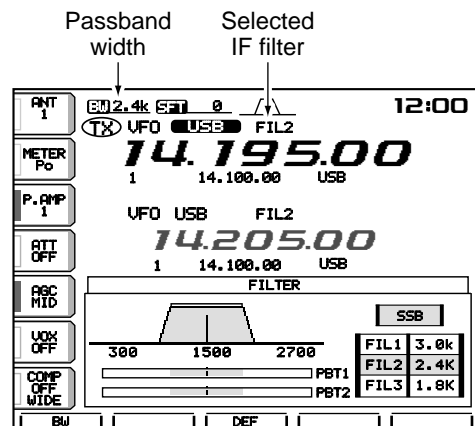 Passband width
Selected IF filter
ANT 1
BW 2.4k SFT 0
12:00
TX VFO USB FIL2
METER Po
14.195.00
1 14.100.00 USB
P.AMP 1
VFO USB FIL2
ATT OFF
14.205.00
1 14.100.00 USB
AGC MID
FILTER
SSB
VOX OFF
300 1500 2700
FIL1 3.0k
FIL2 2.4K
FIL3 1.8K
COMP OFF WIDE
PBT1
PBT2
BW DEF